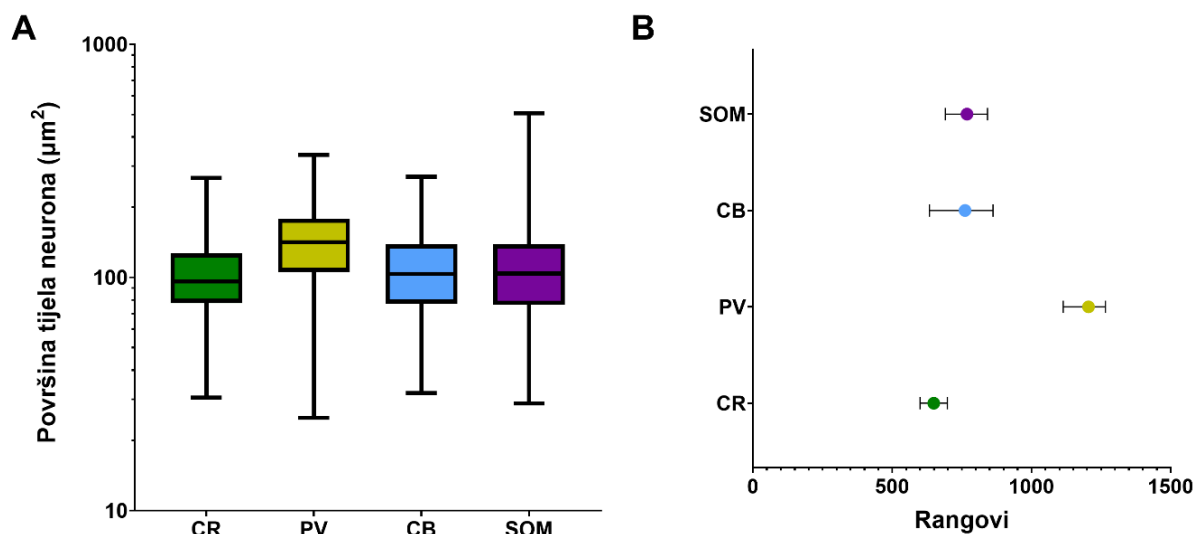 A
Površina tijela neurona (µm²)
1000
100
10
CR PV CB SOM
B
SOM
CB
PV
CR
0 500 1000 1500
Rangovi